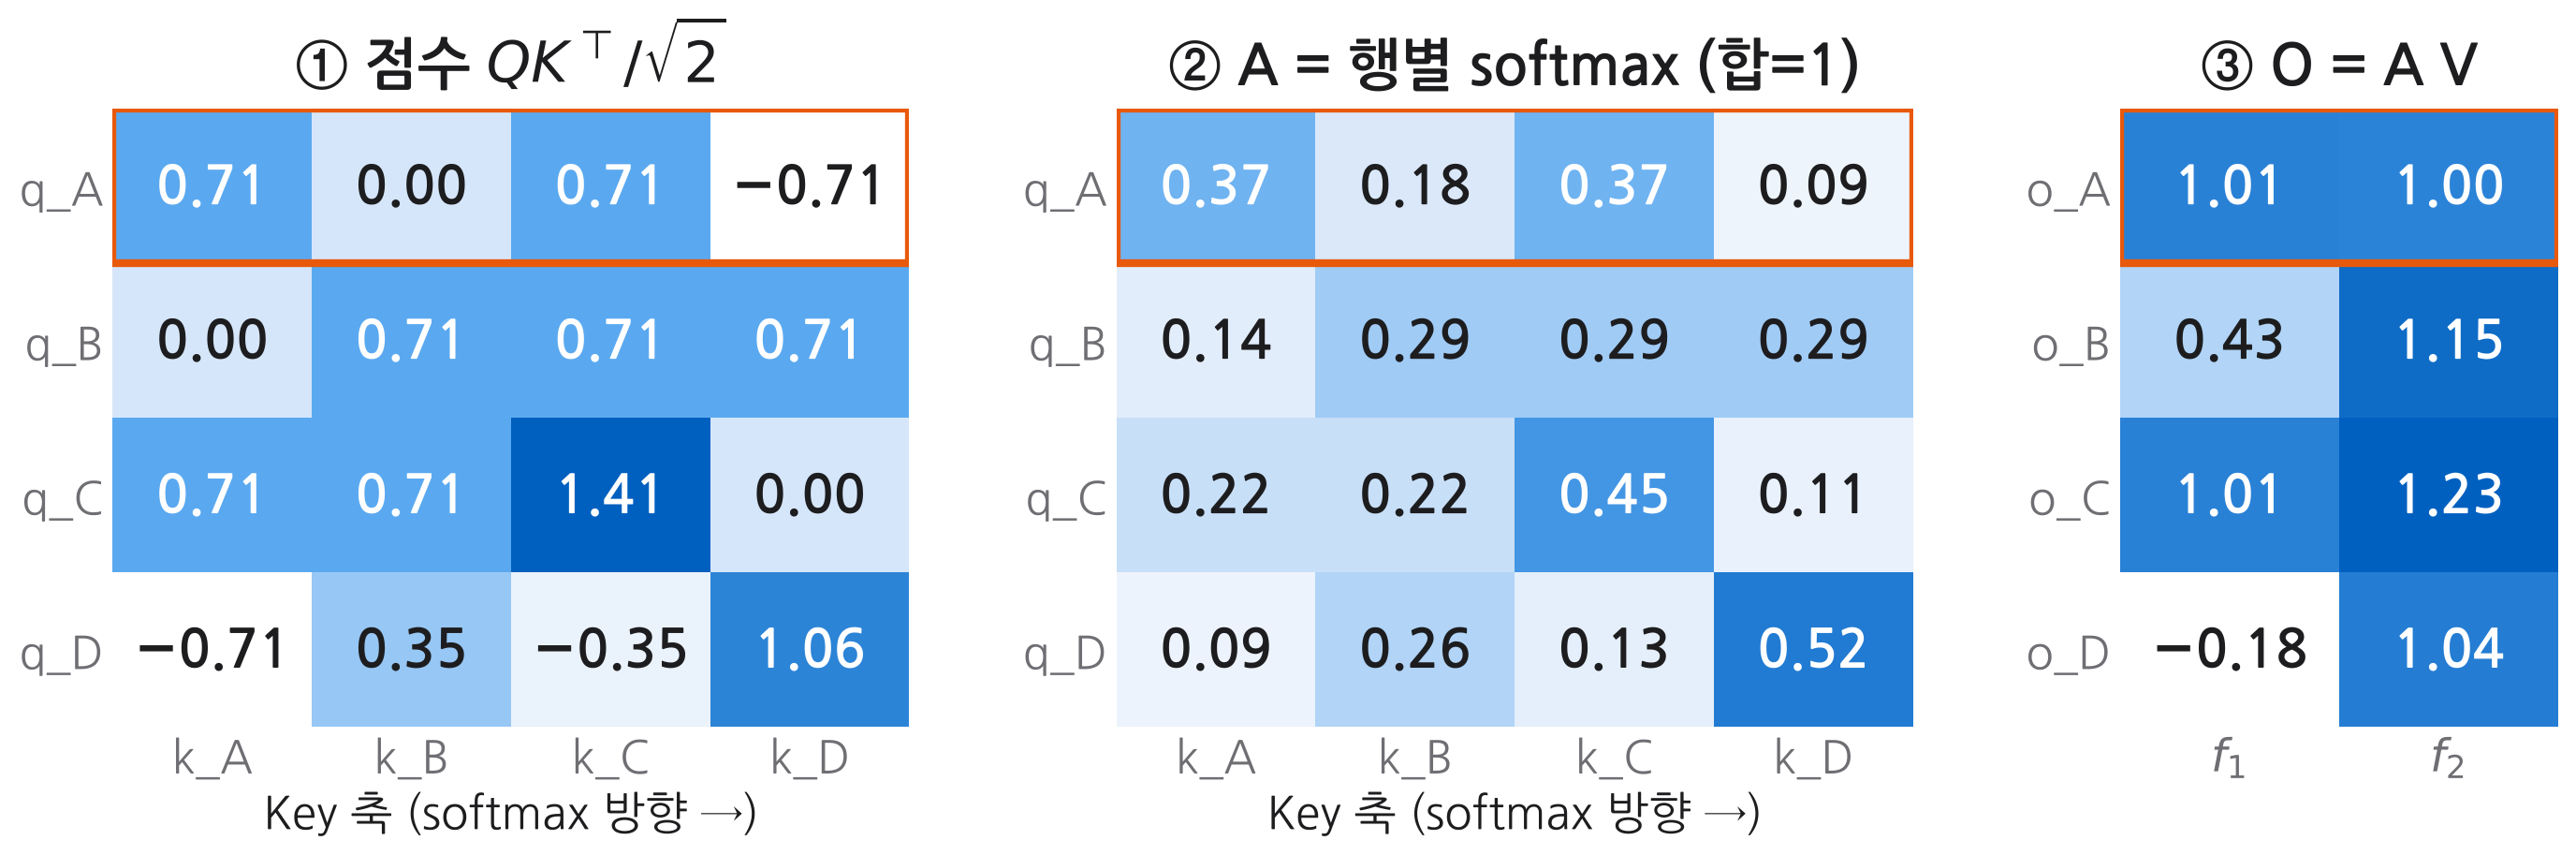 ① 점수 QK⊤/√2
② A = 행별 softmax (합=1)
③ O = A V
q_A 0.71 0.00 0.71 −0.71
q_B 0.00 0.71 0.71 0.71
q_C 0.71 0.71 1.41 0.00
q_D −0.71 0.35 −0.35 1.06
k_A k_B k_C k_D
Key 축 (softmax 방향 →)
q_A 0.37 0.18 0.37 0.09
q_B 0.14 0.29 0.29 0.29
q_C 0.22 0.22 0.45 0.11
q_D 0.09 0.26 0.13 0.52
k_A k_B k_C k_D
Key 축 (softmax 방향 →)
o_A 1.01 1.00
o_B 0.43 1.15
o_C 1.01 1.23
o_D −0.18 1.04
f₁ f₂